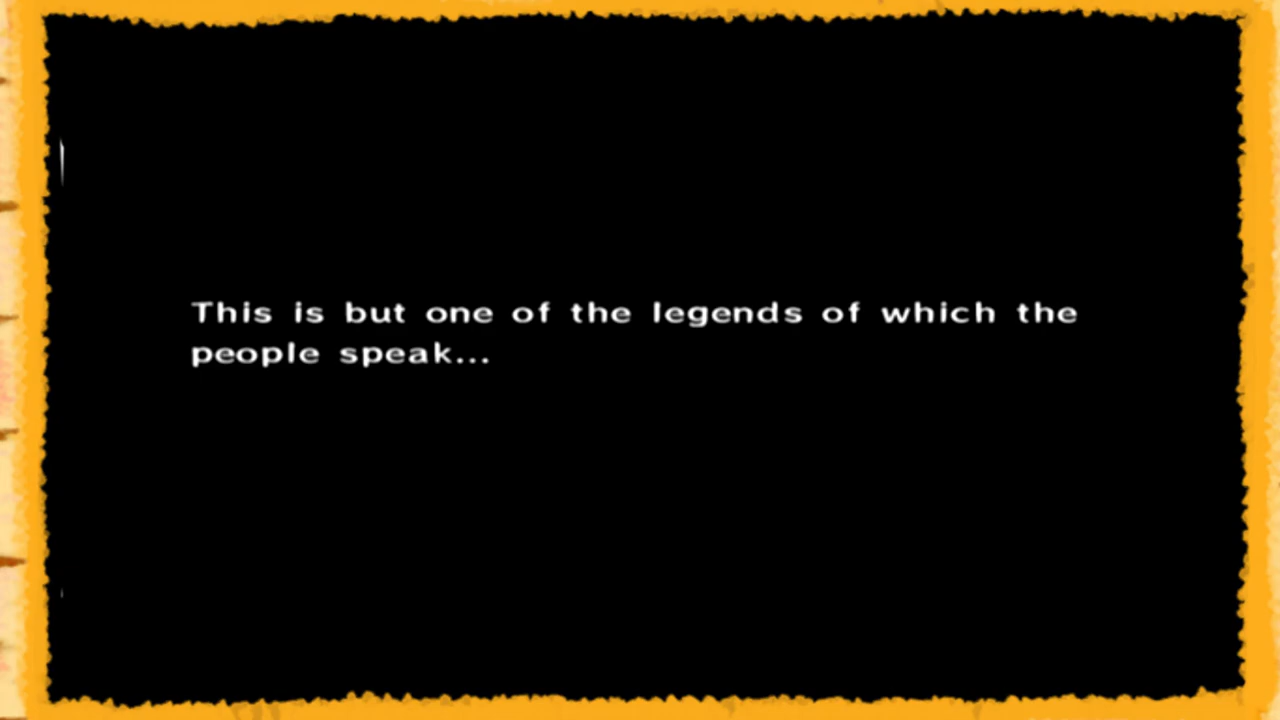 This is but one of the legends of which the
people speak...